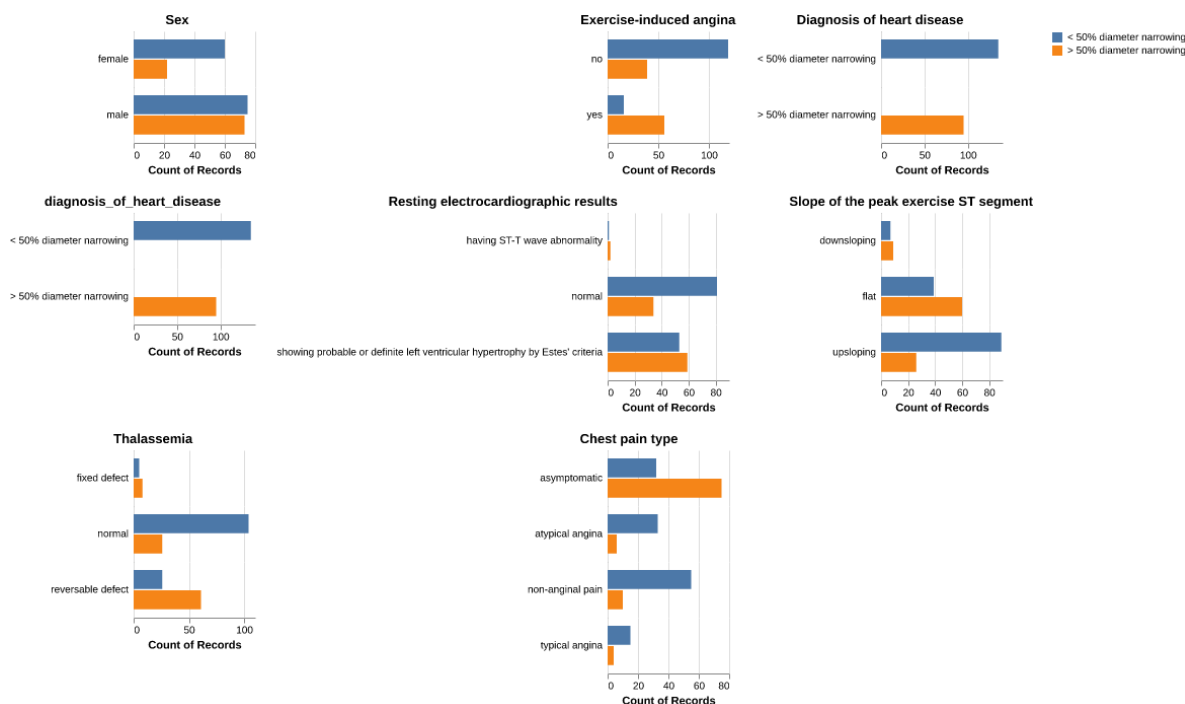 Sex
female
male
0 20 40 60 80
Count of Records
Exercise-induced angina
no
yes
0 50 100
Count of Records
Diagnosis of heart disease
< 50% diameter narrowing
> 50% diameter narrowing
0 50 100
Count of Records
< 50% diameter narrowing
> 50% diameter narrowing
diagnosis_of_heart_disease
< 50% diameter narrowing
> 50% diameter narrowing
0 50 100
Count of Records
Resting electrocardiographic results
having ST-T wave abnormality
normal
showing probable or definite left ventricular hypertrophy by Estes' criteria
0 20 40 60 80
Count of Records
Slope of the peak exercise ST segment
downsloping
flat
upsloping
0 20 40 60 80
Count of Records
Thalassemia
fixed defect
normal
reversable defect
0 50 100
Count of Records
Chest pain type
asymptomatic
atypical angina
non-anginal pain
typical angina
0 20 40 60 80
Count of Records